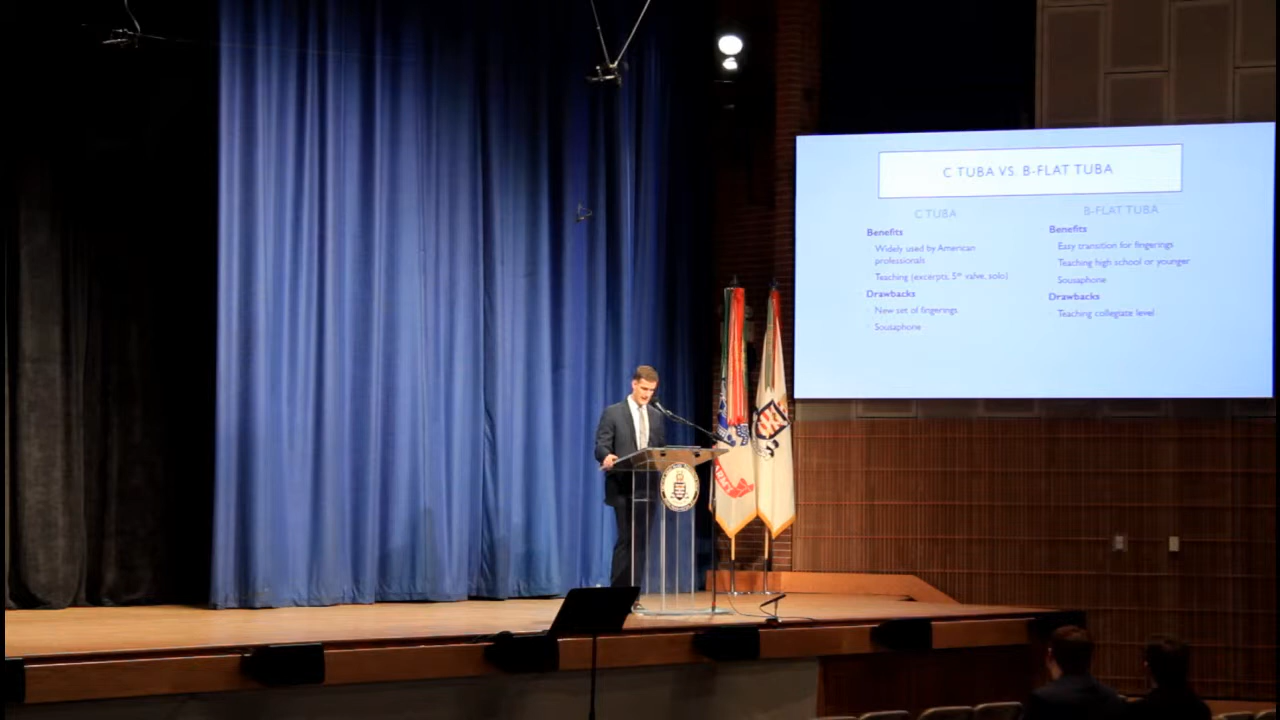 C TUBA VS. B-FLAT TUBA
C TUBA
Benefits
Widely used by American
professionals
Teaching (excerpts, 5th valve, solo)
Drawbacks
New set of fingerings
Sousaphone
B-FLAT TUBA
Benefits
Easy transition for fingerings
Teaching high school or younger
Sousaphone
Drawbacks
Teaching collegiate level